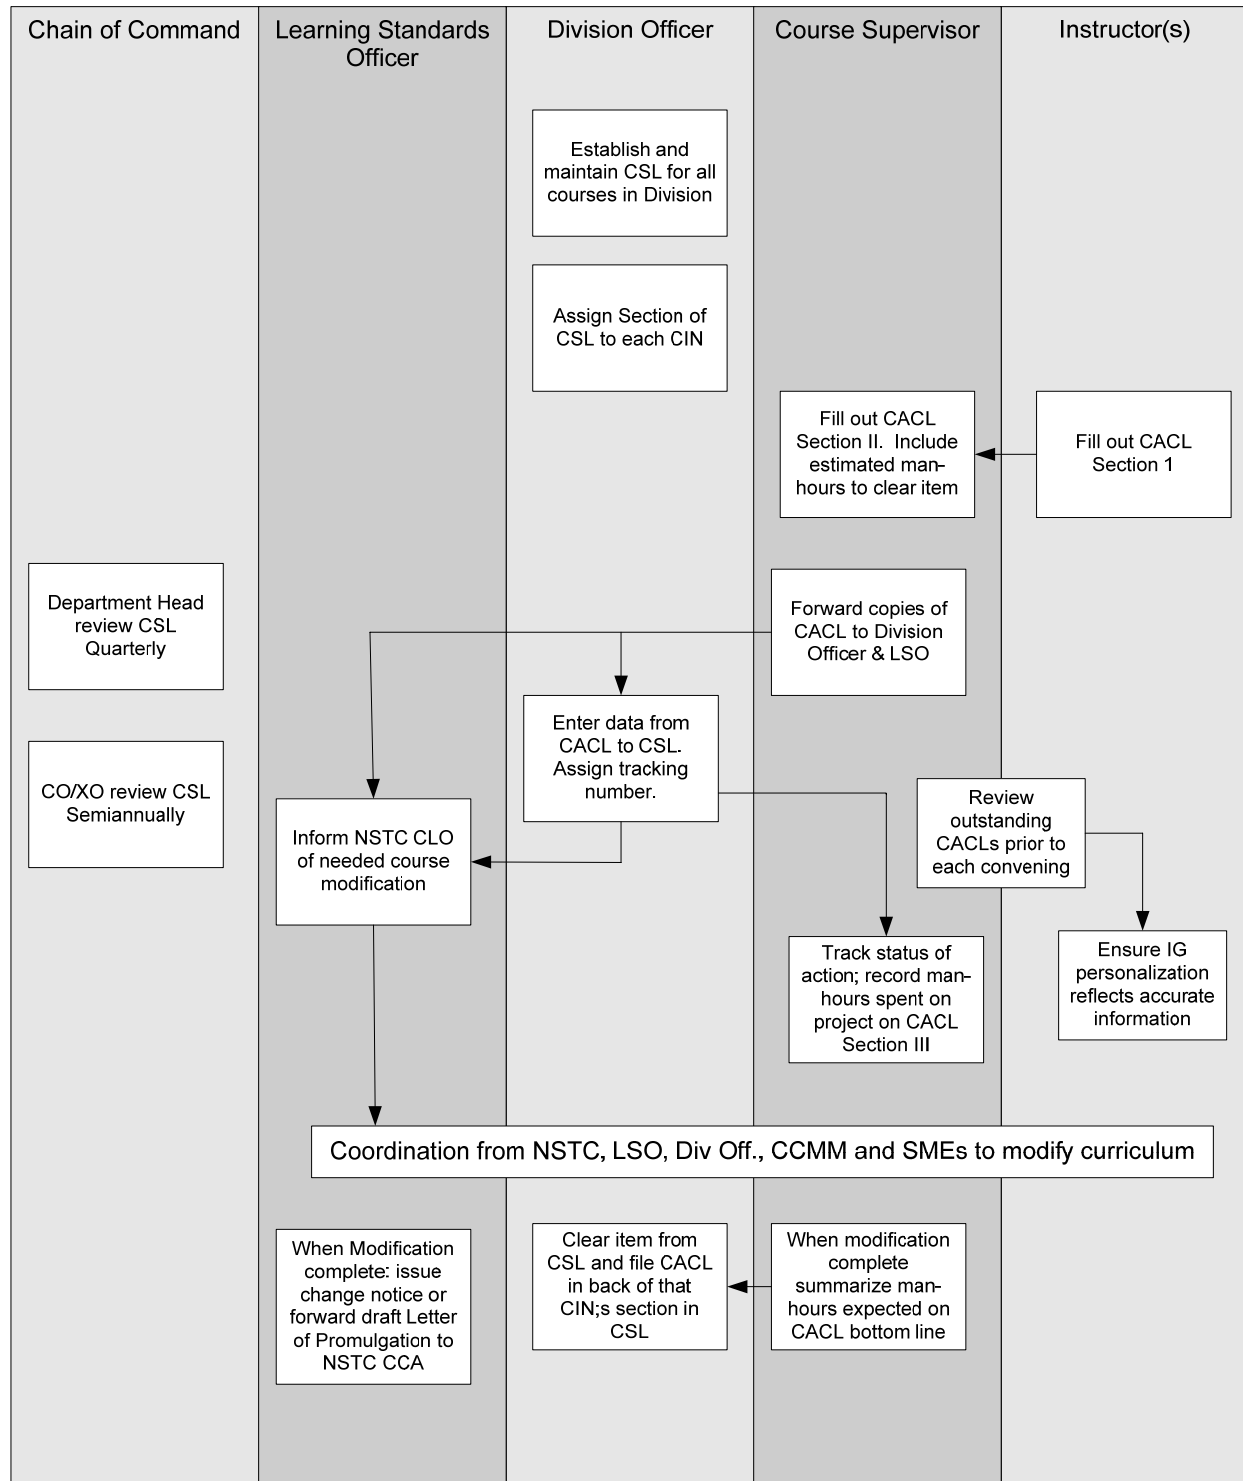 Chain of Command
Learning Standards
Officer
Division Officer
Course Supervisor
Instructor(s)
Establish and
maintain CSL for all
courses in Division
Assign Section of
CSL to each CIN
Fill out CACL
Section II.  Include
estimated man-
hours to clear item
Fill out CACL
Section 1
Department Head
review CSL
Quarterly
Forward copies of
CACL to Division
Officer & LSO
Enter data from
CACL to CSL.
Assign tracking
number.
CO/XO review CSL
Semiannually
Inform NSTC CLO
of needed course
modification
Review
outstanding
CACLs prior to
each convening
Track status of
action; record man-
hours spent on
project on CACL
Section III
Ensure IG
personalization
reflects accurate
information
Coordination from NSTC, LSO, Div Off., CCMM and SMEs to modify curriculum
When Modification
complete: issue
change notice or
forward draft Letter
of Promulgation to
NSTC CCA
Clear item from
CSL and file CACL
in back of that
CIN;s section in
CSL
When modification
complete
summarize man-
hours expected on
CACL bottom line